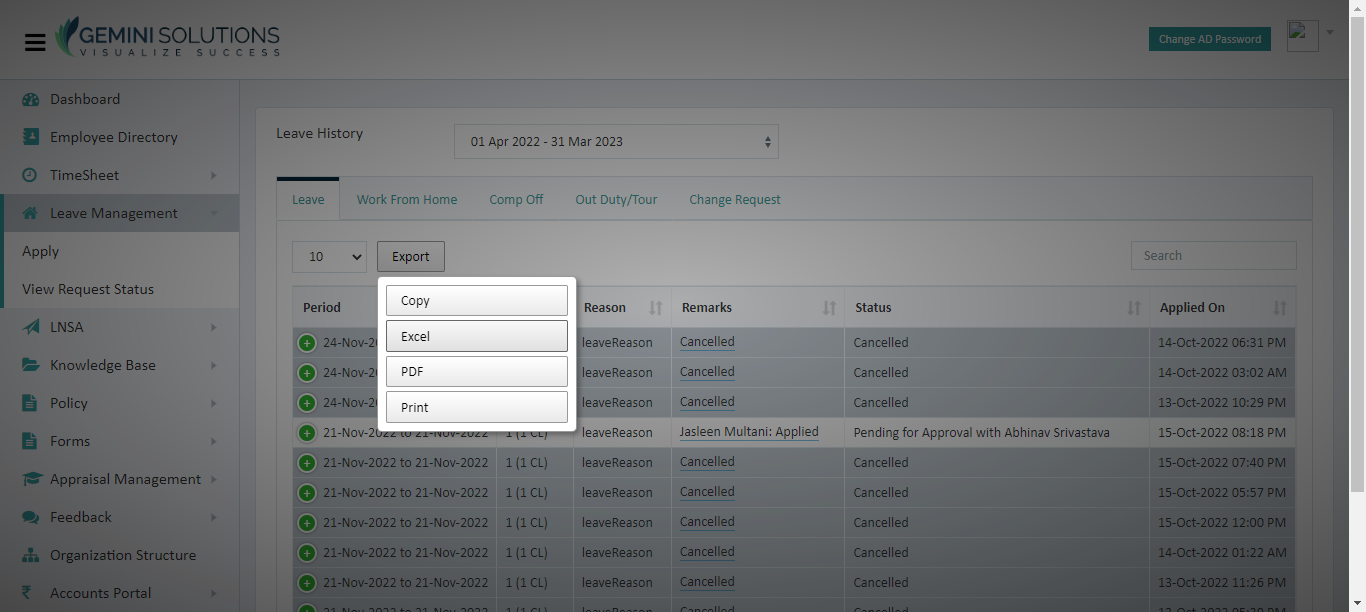 GEMINI SOLUTIONS
VISUALIZE SUCCESS
Change AD Password
Dashboard
Employee Directory
TimeSheet
Leave Management
Apply
View Request Status
LNSA
Knowledge Base
Policy
Forms
Appraisal Management
Feedback
Organization Structure
Accounts Portal
Leave History
01 Apr 2022 - 31 Mar 2023
Leave Work From Home Comp Off Out Duty/Tour Change Request
10 Export Search
Copy
Excel
PDF
Print
Period Reason Remarks Status Applied On
24-Nov-20 leaveReason Cancelled Cancelled 14-Oct-2022 06:31 PM
24-Nov-20 leaveReason Cancelled Cancelled 14-Oct-2022 03:02 AM
24-Nov-20 leaveReason Cancelled Cancelled 13-Oct-2022 10:29 PM
21-Nov-2022 to 21-Nov-2022 1 (1 CL) leaveReason Jasleen Multani: Applied Pending for Approval with Abhinav Srivastava 15-Oct-2022 08:18 PM
21-Nov-2022 to 21-Nov-2022 1 (1 CL) leaveReason Cancelled Cancelled 15-Oct-2022 07:40 PM
21-Nov-2022 to 21-Nov-2022 1 (1 CL) leaveReason Cancelled Cancelled 15-Oct-2022 05:57 PM
21-Nov-2022 to 21-Nov-2022 1 (1 CL) leaveReason Cancelled Cancelled 15-Oct-2022 12:00 PM
21-Nov-2022 to 21-Nov-2022 1 (1 CL) leaveReason Cancelled Cancelled 14-Oct-2022 01:22 AM
21-Nov-2022 to 21-Nov-2022 1 (1 CL) leaveReason Cancelled Cancelled 13-Oct-2022 11:26 PM